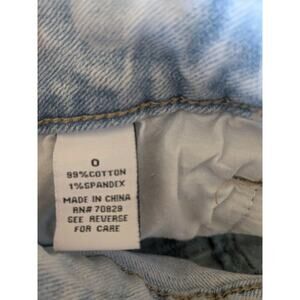 0
99%COTTON
1%SPANDEX
MADE IN CHINA
RN# 70829
SEE REVERSE
FOR CARE